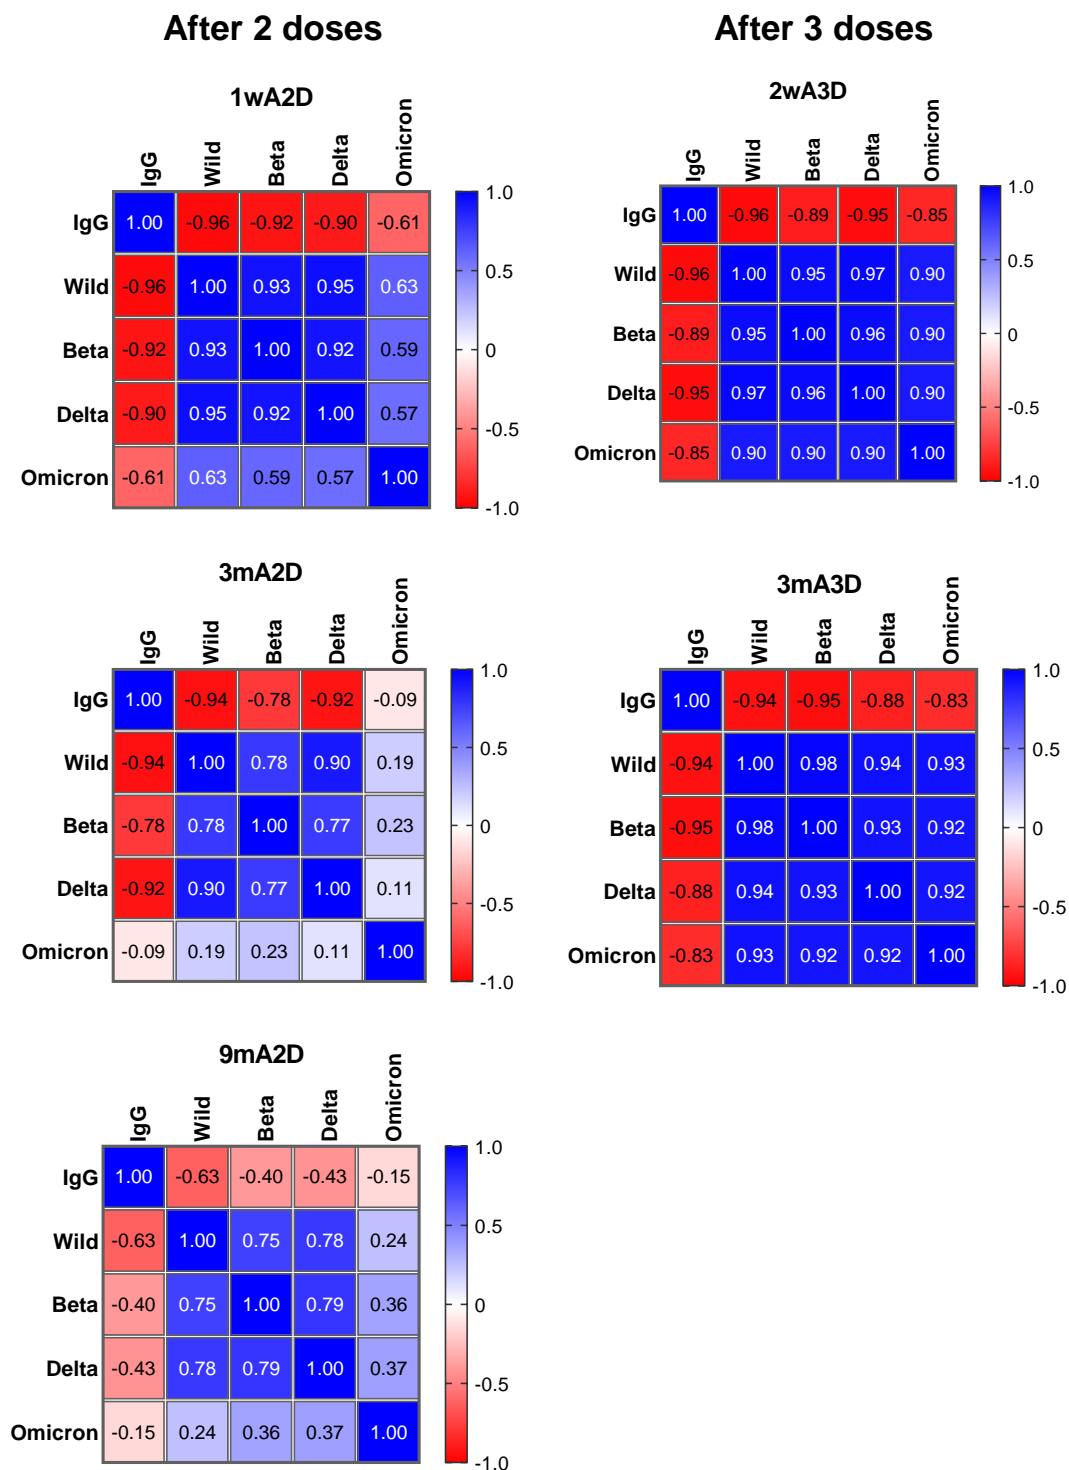 After 2 doses
After 3 doses
1wA2D
IgG Wild Beta Delta Omicron
IgG 1.00 -0.96 -0.92 -0.90 -0.61
Wild -0.96 1.00 0.93 0.95 0.63
Beta -0.92 0.93 1.00 0.92 0.59
Delta -0.90 0.95 0.92 1.00 0.57
Omicron -0.61 0.63 0.59 0.57 1.00
1.0
0.5
0
-0.5
-1.0
2wA3D
IgG Wild Beta Delta Omicron
IgG 1.00 -0.96 -0.89 -0.95 -0.85
Wild -0.96 1.00 0.95 0.97 0.90
Beta -0.89 0.95 1.00 0.96 0.90
Delta -0.95 0.97 0.96 1.00 0.90
Omicron -0.85 0.90 0.90 0.90 1.00
1.0
0.5
0
-0.5
-1.0
3mA2D
IgG Wild Beta Delta Omicron
IgG 1.00 -0.94 -0.78 -0.92 -0.09
Wild -0.94 1.00 0.78 0.90 0.19
Beta -0.78 0.78 1.00 0.77 0.23
Delta -0.92 0.90 0.77 1.00 0.11
Omicron -0.09 0.19 0.23 0.11 1.00
1.0
0.5
0
-0.5
-1.0
3mA3D
IgG Wild Beta Delta Omicron
IgG 1.00 -0.94 -0.95 -0.88 -0.83
Wild -0.94 1.00 0.98 0.94 0.93
Beta -0.95 0.98 1.00 0.93 0.92
Delta -0.88 0.94 0.93 1.00 0.92
Omicron -0.83 0.93 0.92 0.92 1.00
1.0
0.5
0
-0.5
-1.0
9mA2D
IgG Wild Beta Delta Omicron
IgG 1.00 -0.63 -0.40 -0.43 -0.15
Wild -0.63 1.00 0.75 0.78 0.24
Beta -0.40 0.75 1.00 0.79 0.36
Delta -0.43 0.78 0.79 1.00 0.37
Omicron -0.15 0.24 0.36 0.37 1.00
1.0
0.5
0
-0.5
-1.0